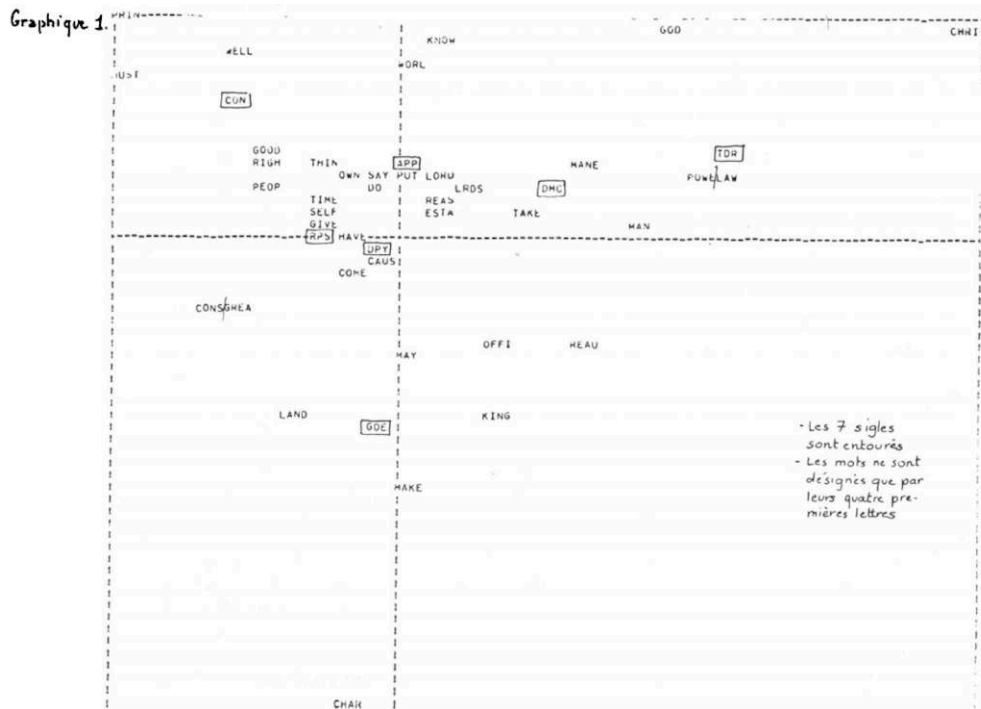 Graphique 1.
PRIN
GOD CHRI
KNOW
WELL
WORL
JUST
CON
GOOD
RIGH THIN APP NAME TDR
OWN SAY PUT LORD POWE LAW
PEOP DO LRDS DMC
TIME REAS
SELF ESTA TAKE
GIVE MAN
RPS HAVE
OPY
CAUS
COME
CONS GREA
OFFI BEAU
MAY
LAND KING
GOE
MAKE
CHAR
- Les 7 sigles
sont entourés
- Les mots ne sont
désignés que par
leurs quatre pre-
mières lettres